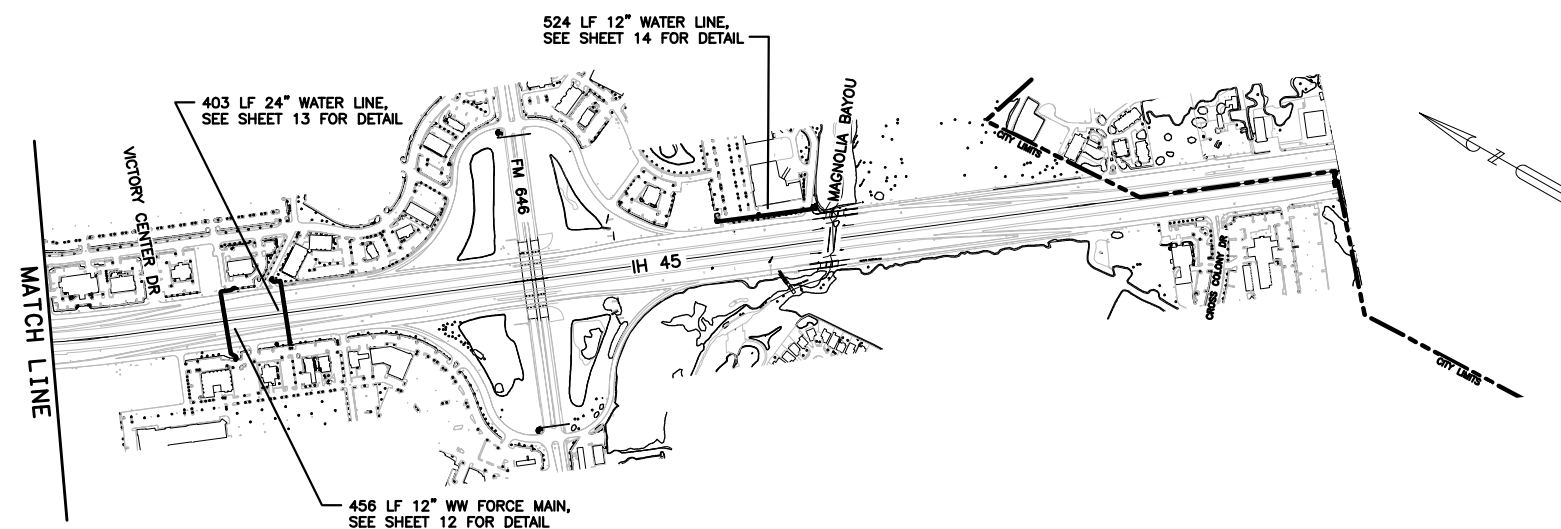 524 LF 12" WATER LINE,
SEE SHEET 14 FOR DETAIL
403 LF 24" WATER LINE,
SEE SHEET 13 FOR DETAIL
VICTORY CENTER DR
FM 646
MAGNOLIA BAYOU
CITY LIMITS
Z
MATCH LINE
IH 45
CROSS COLONY DR
CITY LIMITS
456 LF 12" WW FORCE MAIN,
SEE SHEET 12 FOR DETAIL